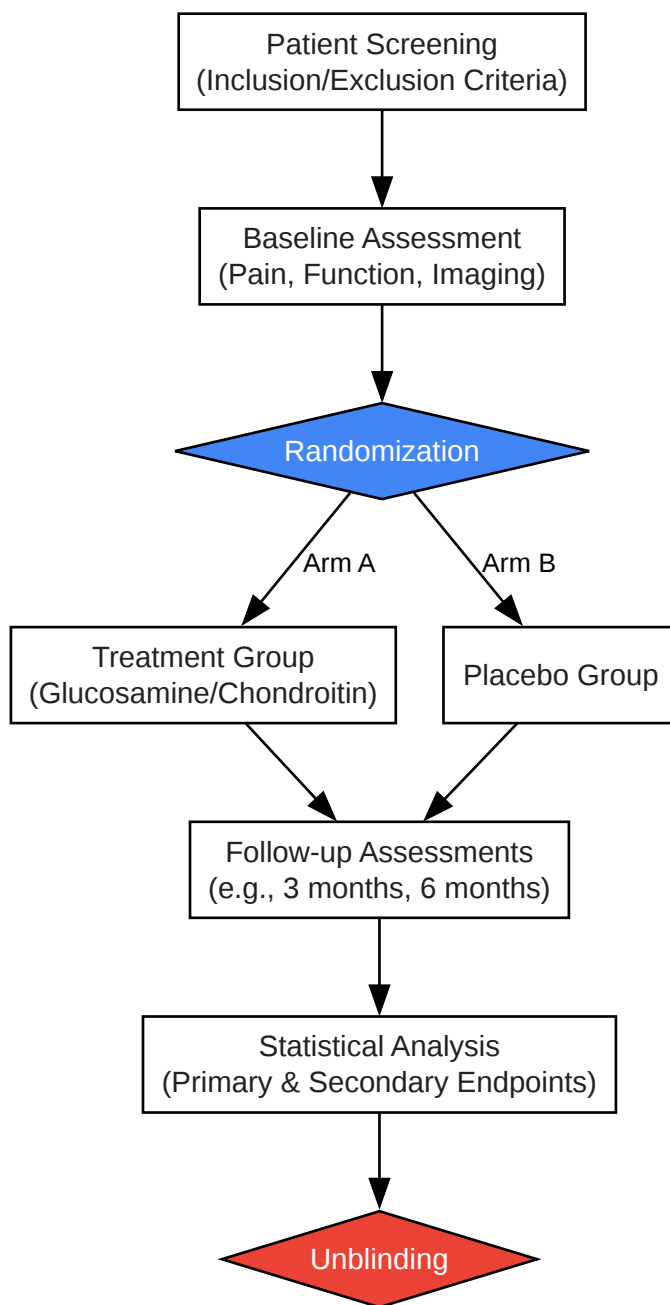 Patient Screening
(Inclusion/Exclusion Criteria)
Baseline Assessment
(Pain, Function, Imaging)
Randomization
Arm A
Arm B
Treatment Group
(Glucosamine/Chondroitin)
Placebo Group
Follow-up Assessments
(e.g., 3 months, 6 months)
Statistical Analysis
(Primary & Secondary Endpoints)
Unblinding